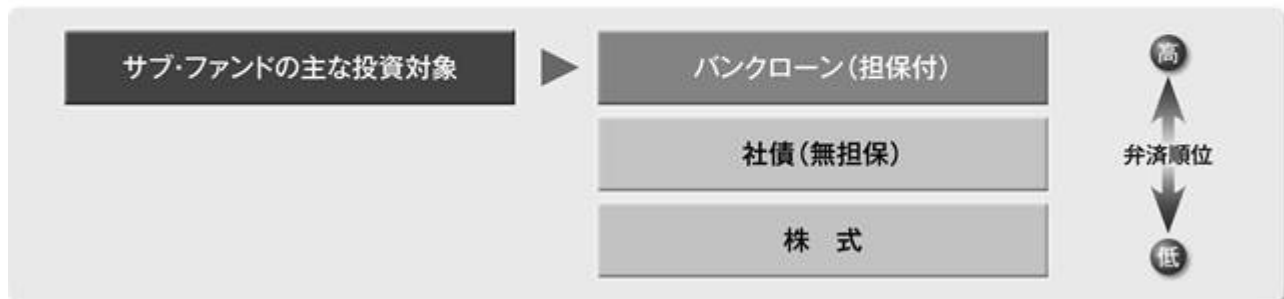 サブ・ファンドの主な投資対象
バンクローン（担保付）
社債（無担保）
株　式
高
弁済順位
低